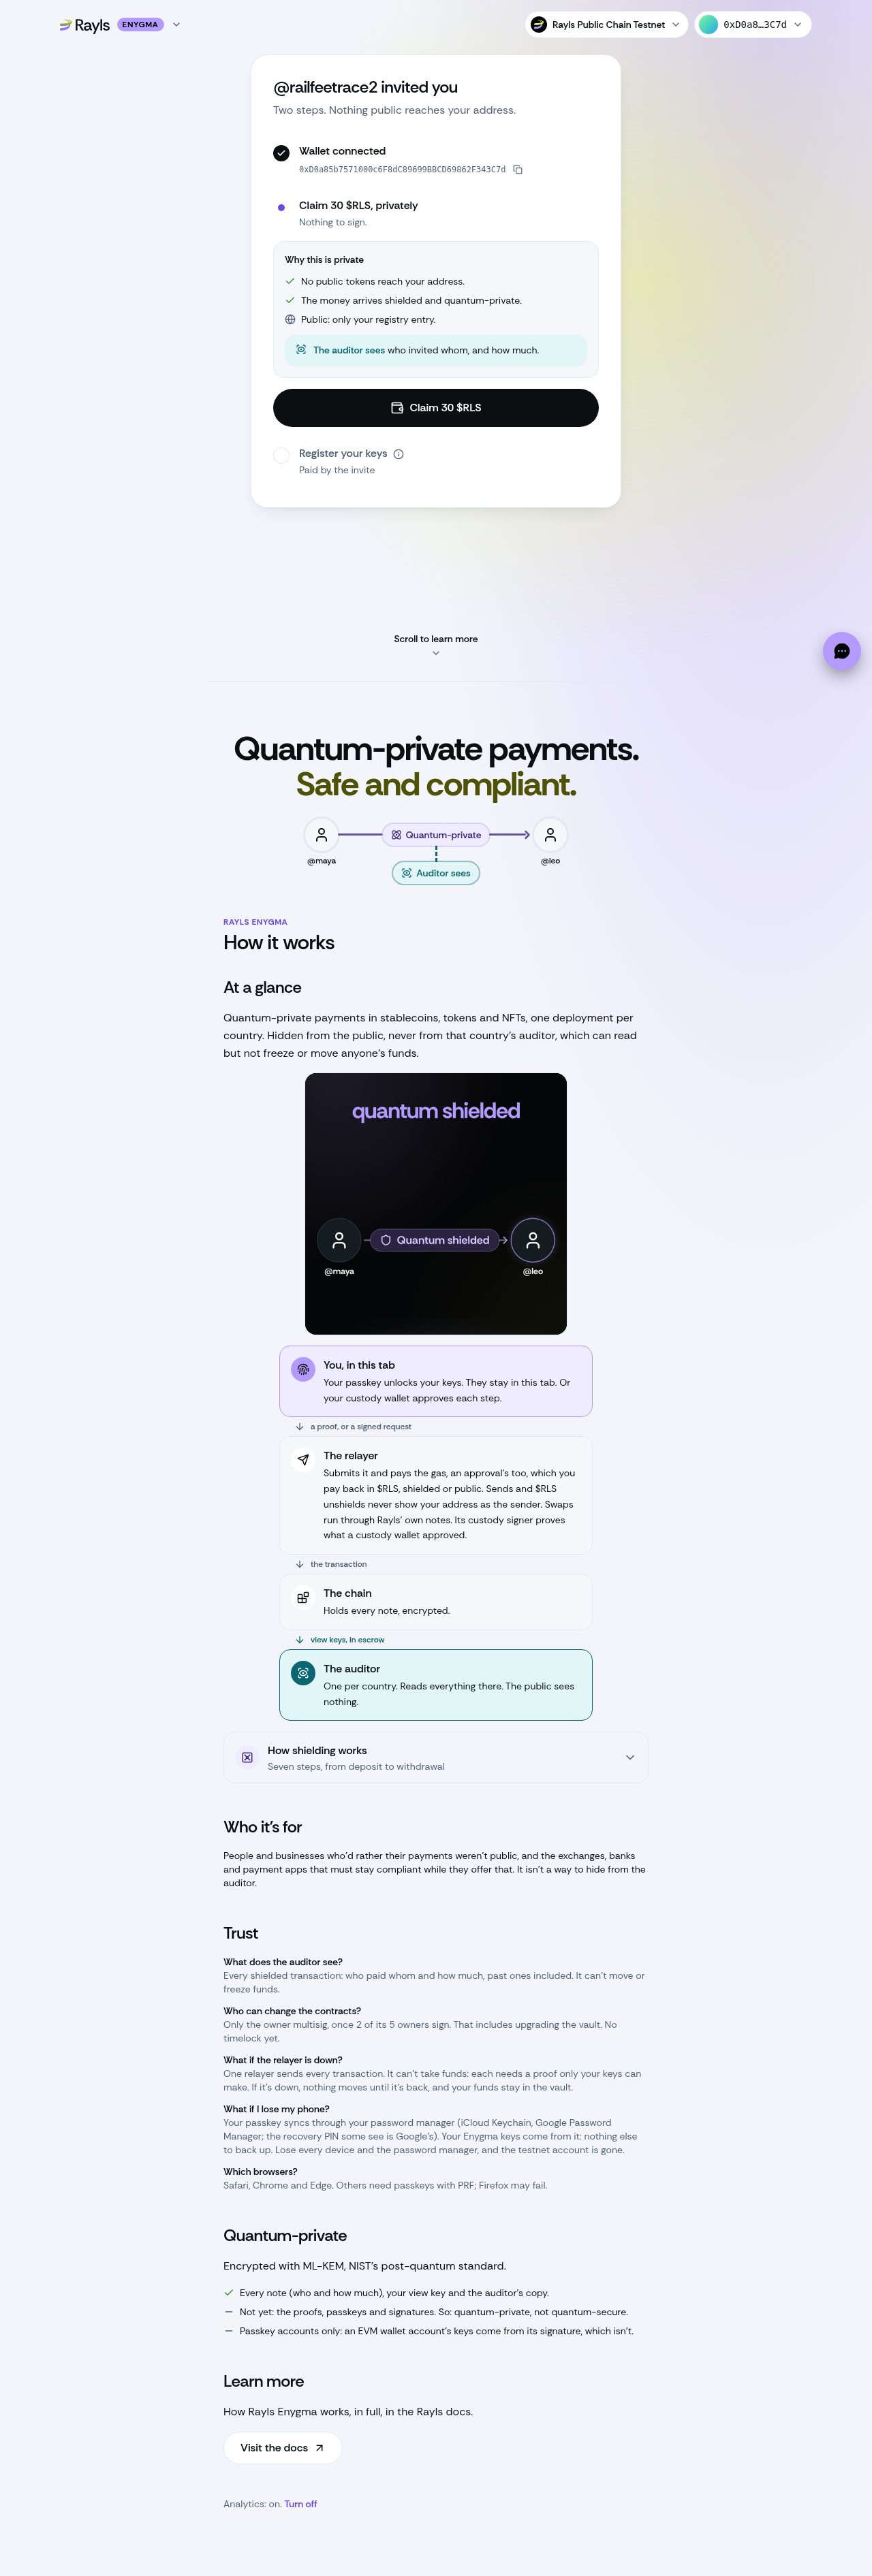 Rayls ENYGMA
Rayls Public Chain Testnet
0xD0a8…3C7d
@railfeetrace2 invited you
Two steps. Nothing public reaches your address.
Wallet connected
0xD0a85b7571000c6F8dC89699BBCD69862F343C7d
Claim 30 $RLS, privately
Nothing to sign.
Why this is private
No public tokens reach your address.
The money arrives shielded and quantum-private.
Public: only your registry entry.
The auditor sees who invited whom, and how much.
Claim 30 $RLS
Register your keys
Paid by the invite
Scroll to learn more
Quantum-private payments.
Safe and compliant.
Quantum-private
@maya
@leo
Auditor sees
RAYLS ENYGMA
How it works
At a glance
Quantum-private payments in stablecoins, tokens and NFTs, one deployment per
country. Hidden from the public, never from that country's auditor, which can read
but not freeze or move anyone's funds.
quantum shielded
Quantum shielded
@maya
@leo
You, in this tab
Your passkey unlocks your keys. They stay in this tab. Or
your custody wallet approves each step.
a proof, or a signed request
The relayer
Submits it and pays the gas, an approval's too, which you
pay back in $RLS, shielded or public. Sends and $RLS
unshields never show your address as the sender. Swaps
run through Rayls' own notes. Its custody signer proves
what a custody wallet approved.
the transaction
The chain
Holds every note, encrypted.
view keys, in escrow
The auditor
One per country. Reads everything there. The public sees
nothing.
How shielding works
Seven steps, from deposit to withdrawal
Who it's for
People and businesses who'd rather their payments weren't public, and the exchanges, banks
and payment apps that must stay compliant while they offer that. It isn't a way to hide from the
auditor.
Trust
What does the auditor see?
Every shielded transaction: who paid whom and how much, past ones included. It can't move or
freeze funds.
Who can change the contracts?
Only the owner multisig, once 2 of its 5 owners sign. That includes upgrading the vault. No
timelock yet.
What if the relayer is down?
One relayer sends every transaction. It can't take funds: each needs a proof only your keys can
make. If it's down, nothing moves until it's back, and your funds stay in the vault.
What if I lose my phone?
Your passkey syncs through your password manager (iCloud Keychain, Google Password
Manager; the recovery PIN some see is Google's). Your Enygma keys come from it: nothing else
to back up. Lose every device and the password manager, and the testnet account is gone.
Which browsers?
Safari, Chrome and Edge. Others need passkeys with PRF; Firefox may fail.
Quantum-private
Encrypted with ML-KEM, NIST's post-quantum standard.
Every note (who and how much), your view key and the auditor's copy.
Not yet: the proofs, passkeys and signatures. So: quantum-private, not quantum-secure.
Passkey accounts only: an EVM wallet account's keys come from its signature, which isn't.
Learn more
How Rayls Enygma works, in full, in the Rayls docs.
Visit the docs
Analytics: on. Turn off